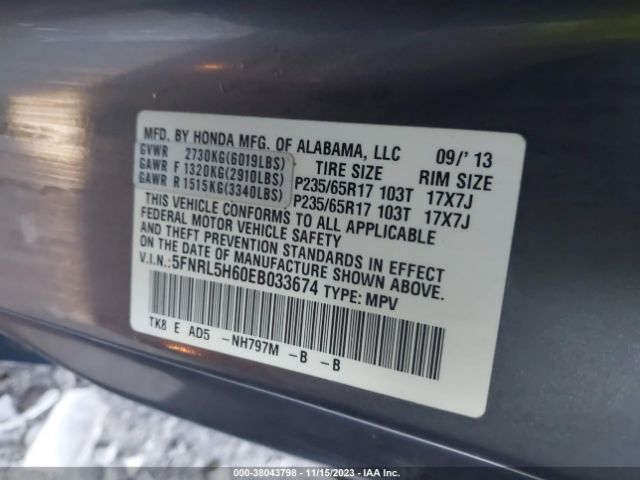 MFD. BY HONDA MFG. OF ALABAMA, LLC 09/'13
GVWR 2730KG(6019LBS) TIRE SIZE RIM SIZE
GAWR F 1320KG(2910LBS) P235/65R17 103T 17X7J
GAWR R 1515KG(3340LBS) P235/65R17 103T 17X7J
THIS VEHICLE CONFORMS TO ALL APPLICABLE
FEDERAL MOTOR VEHICLE SAFETY
AND THEFT PREVENTION STANDARDS IN EFFECT
ON THE DATE OF MANUFACTURE SHOWN ABOVE.
V.I.N.:5FNRL5H60EB033674 TYPE: MPV
TK8 E AD5 -NH797M -B -B
000-38043798 - 11/15/2023 - IAA Inc.